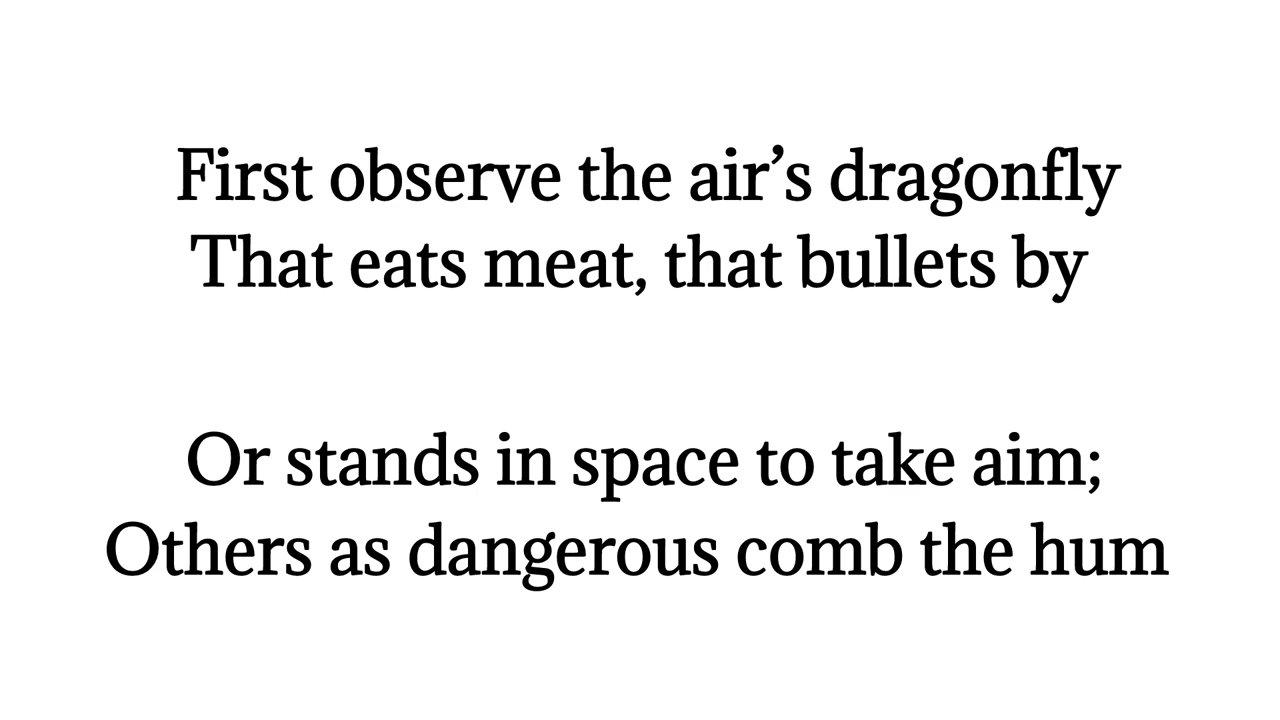 First observe the air’s dragonfly
That eats meat, that bullets by
Or stands in space to take aim;
Others as dangerous comb the hum